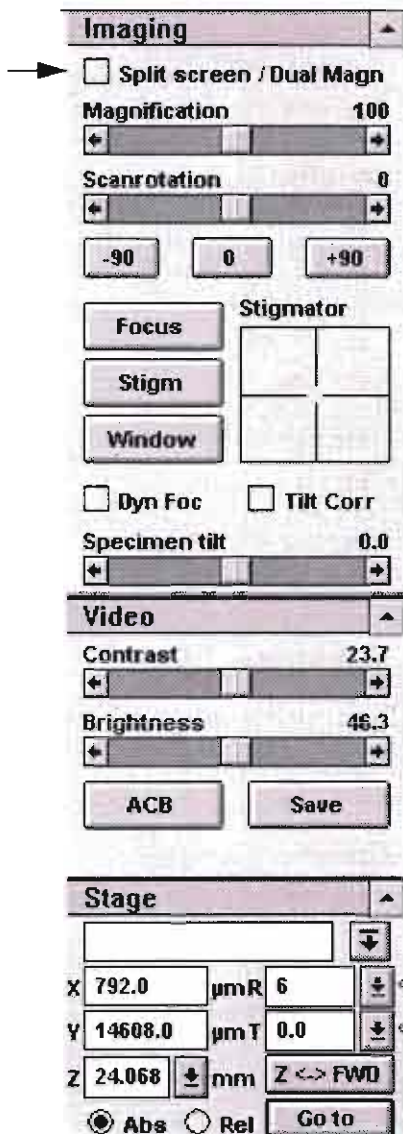 Imaging
Split screen / Dual Magn
Magnification 100
Scanrotation 0
-90 0 +90
Stigmator
Focus
Stigm
Window
Dyn Foc Tilt Corr
Specimen tilt 0.0
Video
Contrast 23.7
Brightness 46.3
ACB Save
Stage
X 792.0 µm R 6
Y 14608.0 µm T 0.0
Z 24.068 mm Z <-> FWD
Abs Rel Go to